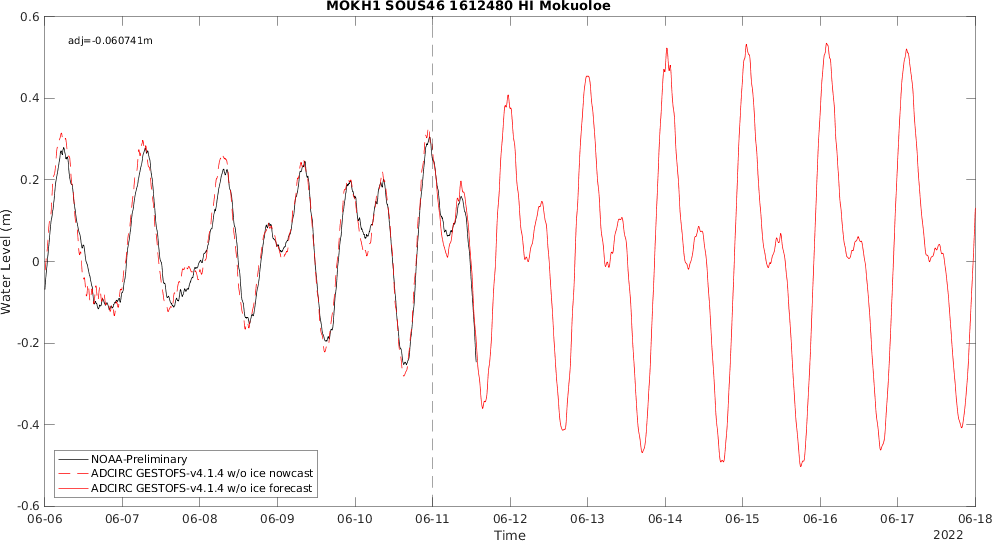 MOKH1 SOUS46 1612480 HI Mokuoloe
adj=-0.060741m
0.6
0.4
0.2
0
-0.2
-0.4
-0.6
Water Level (m)
NOAA-Preliminary
ADCIRC GESTOFS-v4.1.4 w/o ice nowcast
ADCIRC GESTOFS-v4.1.4 w/o ice forecast
06-06 06-07 06-08 06-09 06-10 06-11 06-12 06-13 06-14 06-15 06-16 06-17 06-18
Time
2022